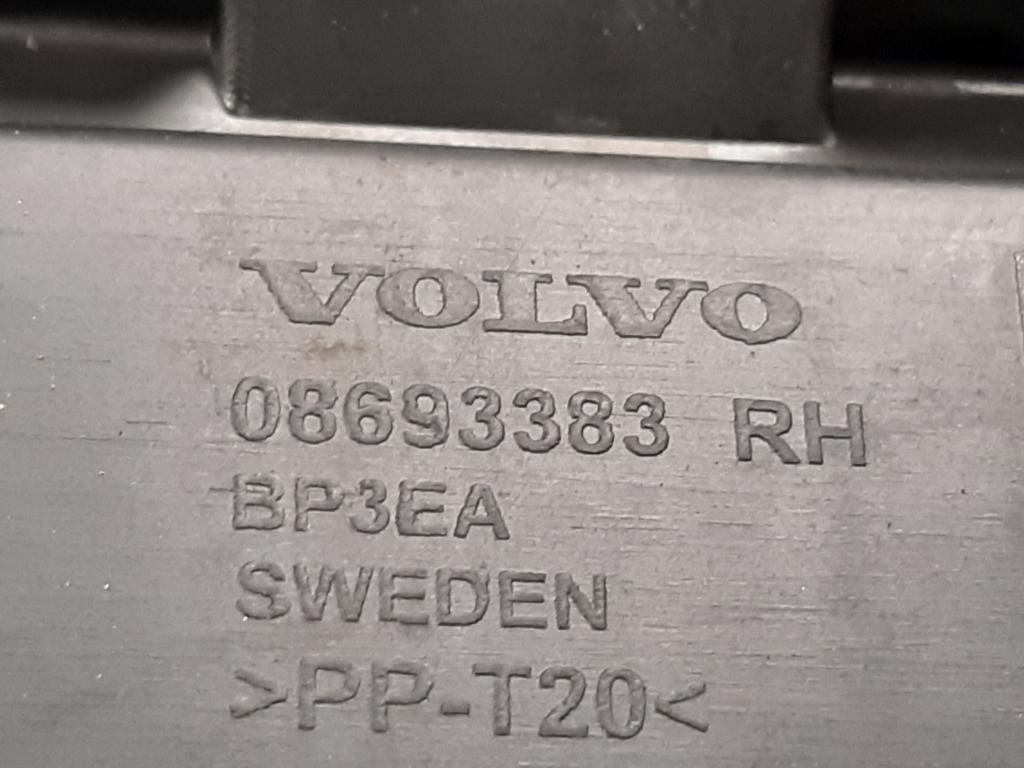 VOLVO
08693383 RH
BP3EA
SWEDEN
>PP-T20<